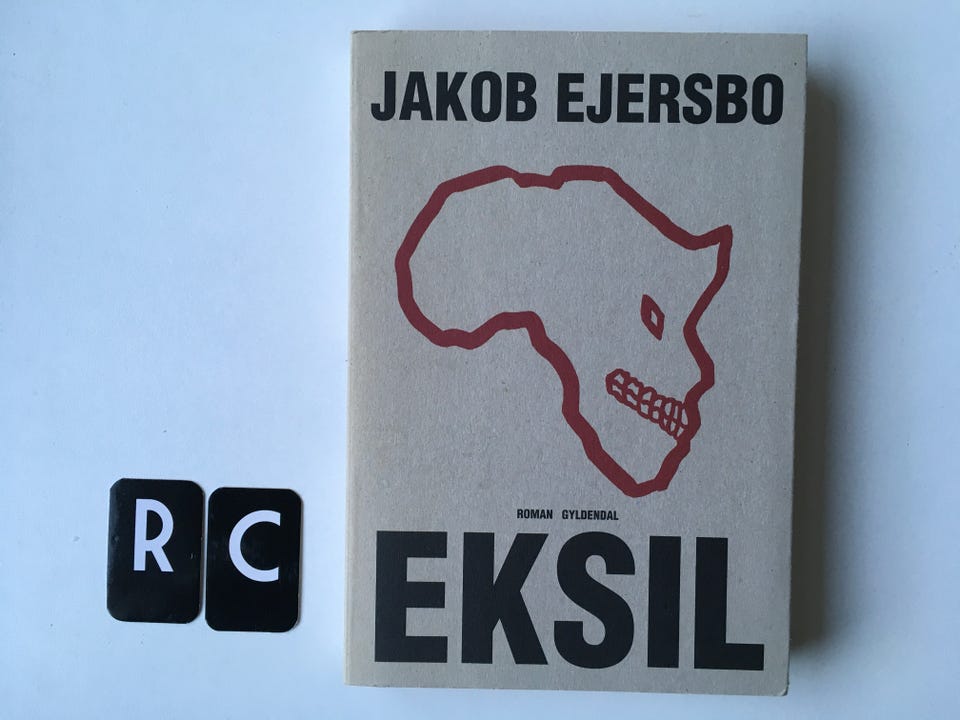 JAKOB EJERSBO
ROMAN GYLDENDAL
EKSIL
R C